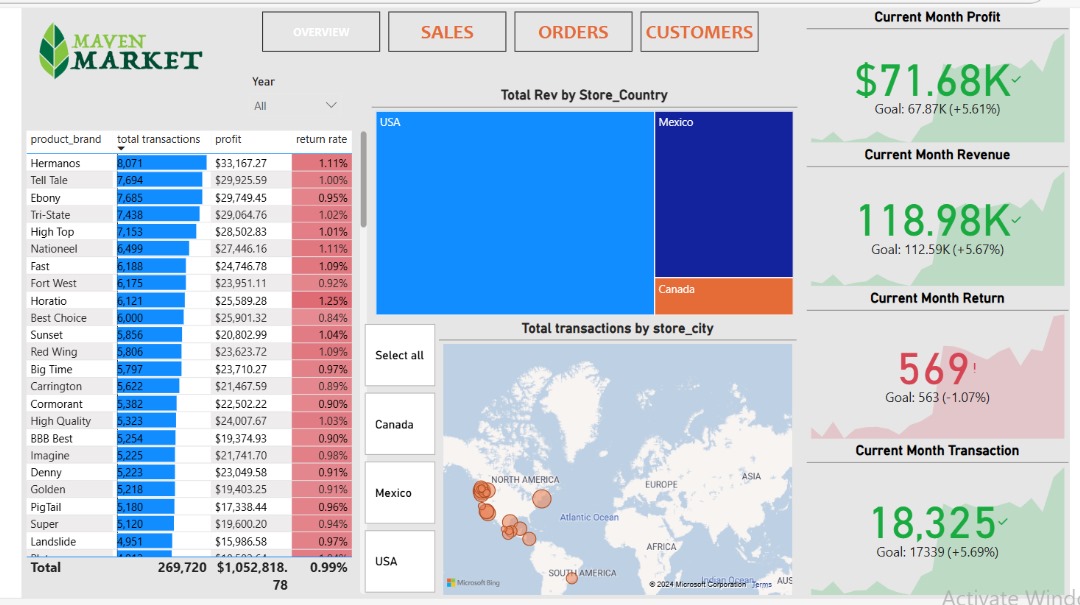 MAVEN
MARKET
OVERVIEW
SALES
ORDERS
CUSTOMERS
Year
All
product_brand total transactions profit return rate
Hermanos 8,071 $33,167.27 1.11%
Tell Tale 7,694 $29,925.59 1.00%
Ebony 7,685 $29,749.45 0.95%
Tri-State 7,438 $29,064.76 1.02%
High Top 7,153 $28,502.83 1.01%
Nationeel 6,499 $27,446.16 1.11%
Fast 6,188 $24,746.78 1.09%
Fort West 6,175 $23,951.11 0.92%
Horatio 6,121 $25,589.28 1.25%
Best Choice 6,000 $25,901.32 0.84%
Sunset 5,856 $20,802.99 1.04%
Red Wing 5,806 $23,623.72 1.09%
Big Time 5,797 $23,710.27 0.97%
Carrington 5,622 $21,467.59 0.89%
Cormorant 5,382 $22,502.22 0.90%
High Quality 5,323 $24,007.67 1.03%
BBB Best 5,254 $19,374.93 0.90%
Imagine 5,225 $21,741.70 0.98%
Denny 5,223 $23,049.58 0.91%
Golden 5,218 $19,403.25 0.91%
PigTail 5,180 $17,338.44 0.96%
Super 5,120 $19,600.20 0.94%
Landslide 4,951 $15,986.58 0.97%
Total 269,720 $1,052,818. 0.99%
78
Total Rev by Store_Country
USA
Mexico
Canada
Total transactions by store_city
Select all
Canada
Mexico
USA
NORTH AMERICA
EUROPE
ASIA
Atlantic Ocean
AFRICA
SOUTH AMERICA
Indian Ocean
AUS
Microsoft Bing
© 2024 Microsoft Corporation Terms
Current Month Profit
$71.68K
Goal: 67.87K (+5.61%)
Current Month Revenue
118.98K
Goal: 112.59K (+5.67%)
Current Month Return
569!
Goal: 563 (-1.07%)
Current Month Transaction
18,325
Goal: 17339 (+5.69%)
Activate Windo